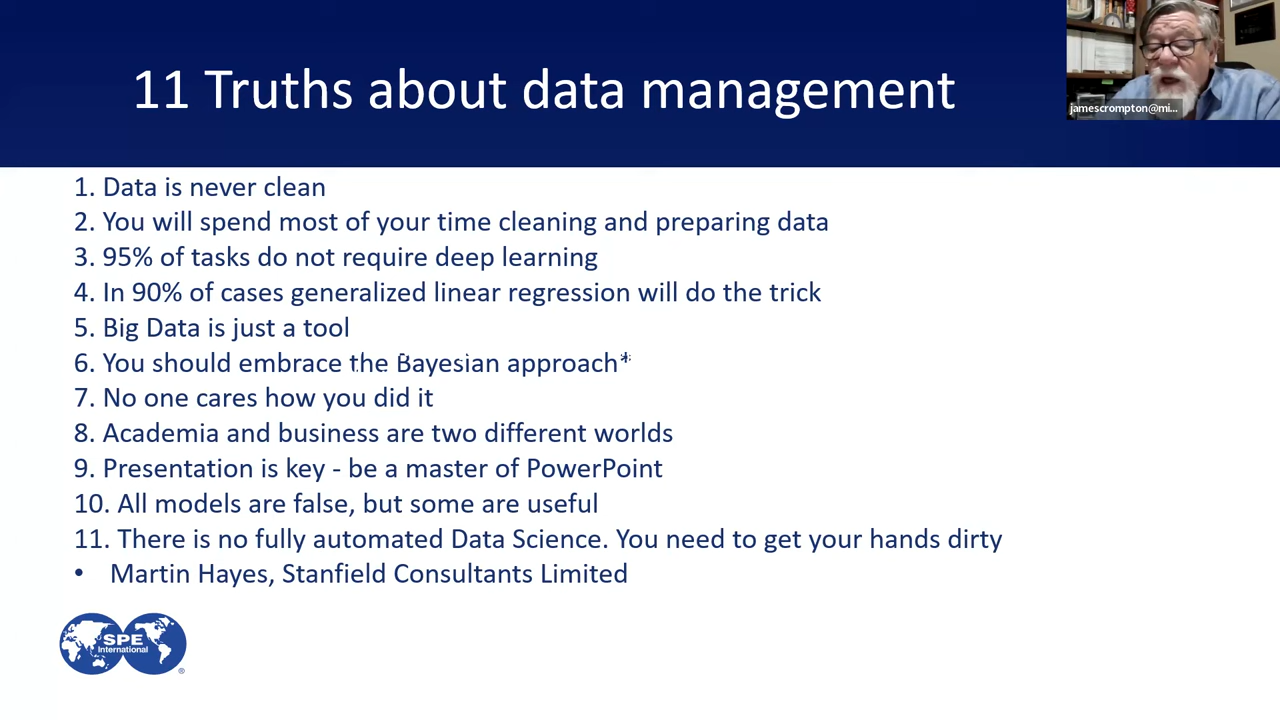 11 Truths about data management
jamescrompton@mi...
1. Data is never clean
2. You will spend most of your time cleaning and preparing data
3. 95% of tasks do not require deep learning
4. In 90% of cases generalized linear regression will do the trick
5. Big Data is just a tool
6. You should embrace the Bayesian approach*
7. No one cares how you did it
8. Academia and business are two different worlds
9. Presentation is key - be a master of PowerPoint
10. All models are false, but some are useful
11. There is no fully automated Data Science. You need to get your hands dirty
• Martin Hayes, Stanfield Consultants Limited
SPE
International
®